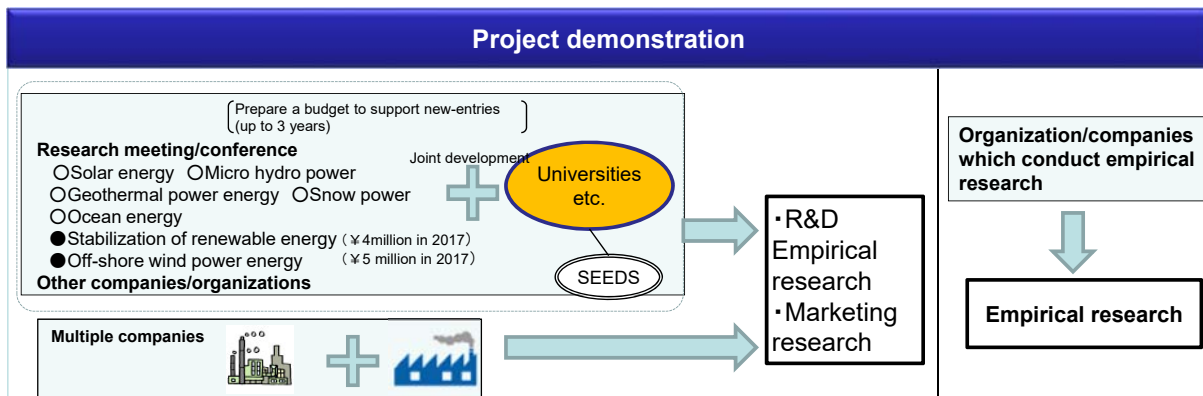 Project demonstration
Prepare a budget to support new-entries
(up to 3 years)
Research meeting/conference
○Solar energy ○Micro hydro power
○Geothermal power energy ○Snow power
○Ocean energy
●Stabilization of renewable energy (¥4million in 2017)
●Off-shore wind power energy (¥5 million in 2017)
Other companies/organizations
Joint development
Universities
etc.
SEEDS
Multiple companies
・R&D
Empirical
research
・Marketing
research
Organization/companies
which conduct empirical
research
Empirical research